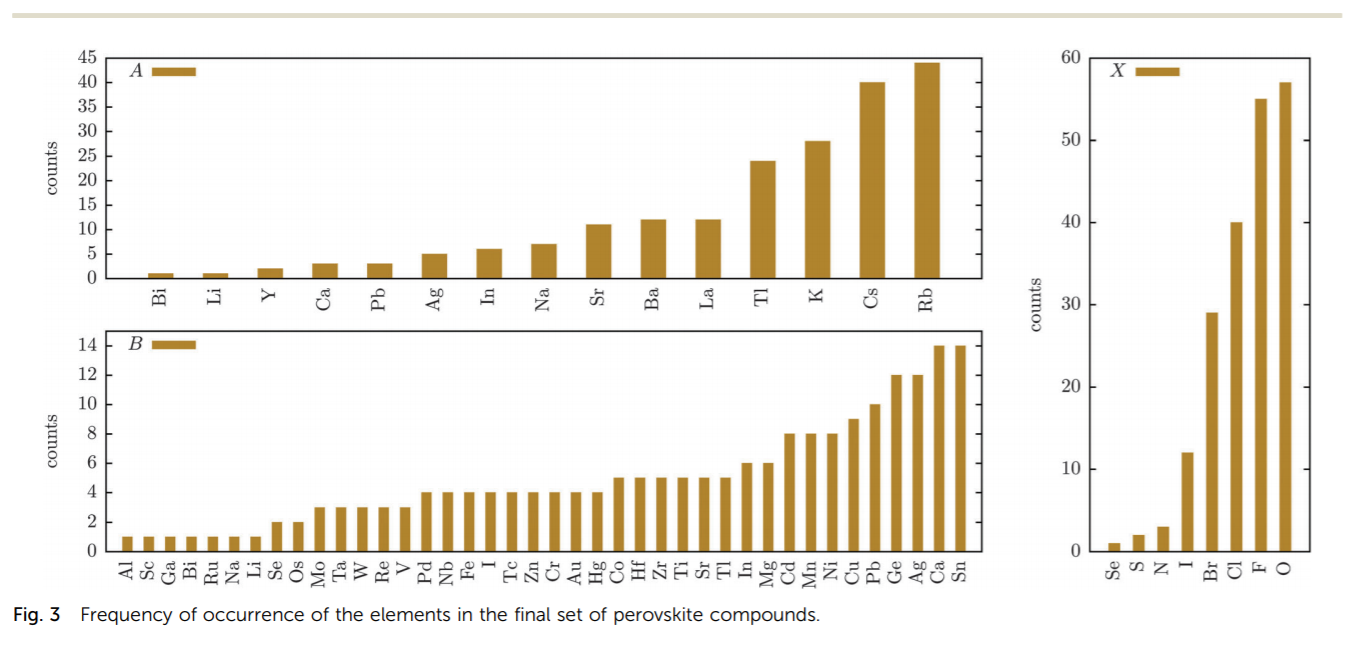 A
45
40
35
30
25
20
15
10
5
0
counts
Bi Li Y Ca Pb Ag In Na Sr Ba La Tl K Cs Rb
B
14
12
10
8
6
4
2
0
counts
Al Sc Ga Bi Ru Na Li Se Os Mo Ta W Re V Pd Nb Fe I Tc Zn Cr Au Hg Co Hf Zr Ti Sr Tl In Mg Cd Mn Ni Cu Pb Ge Ag Ca Sn
X
60
50
40
30
20
10
0
counts
Se S N I Br Cl F O
Fig. 3 Frequency of occurrence of the elements in the final set of perovskite compounds.